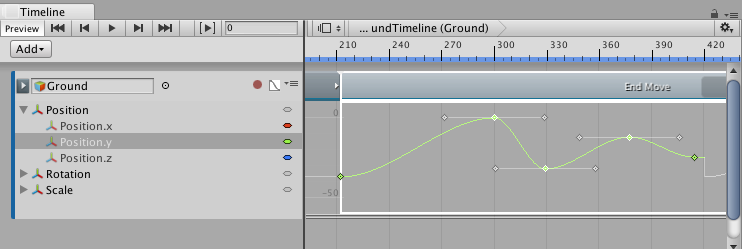 Timeline
Preview
0
... undTimeline (Ground)
Add
210 240 270 300 330 360 390 420
Ground
End Move
Position
0
Position.x
Position.y
Position.z
Rotation
Scale
-50